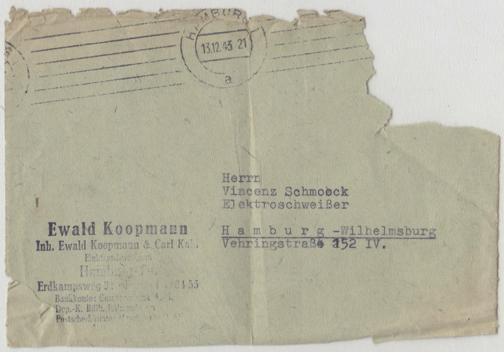 HAMBURG
13.12.43. 21
a
Herrn
Vincenz Schmoeck
Elektroschweißer
Hamburg -Wilhelmsburg
Vehringstraße 152 IV.
Ewald Koopmann
Inh. Ewald Koopmann & Carl
Erdkampsweg